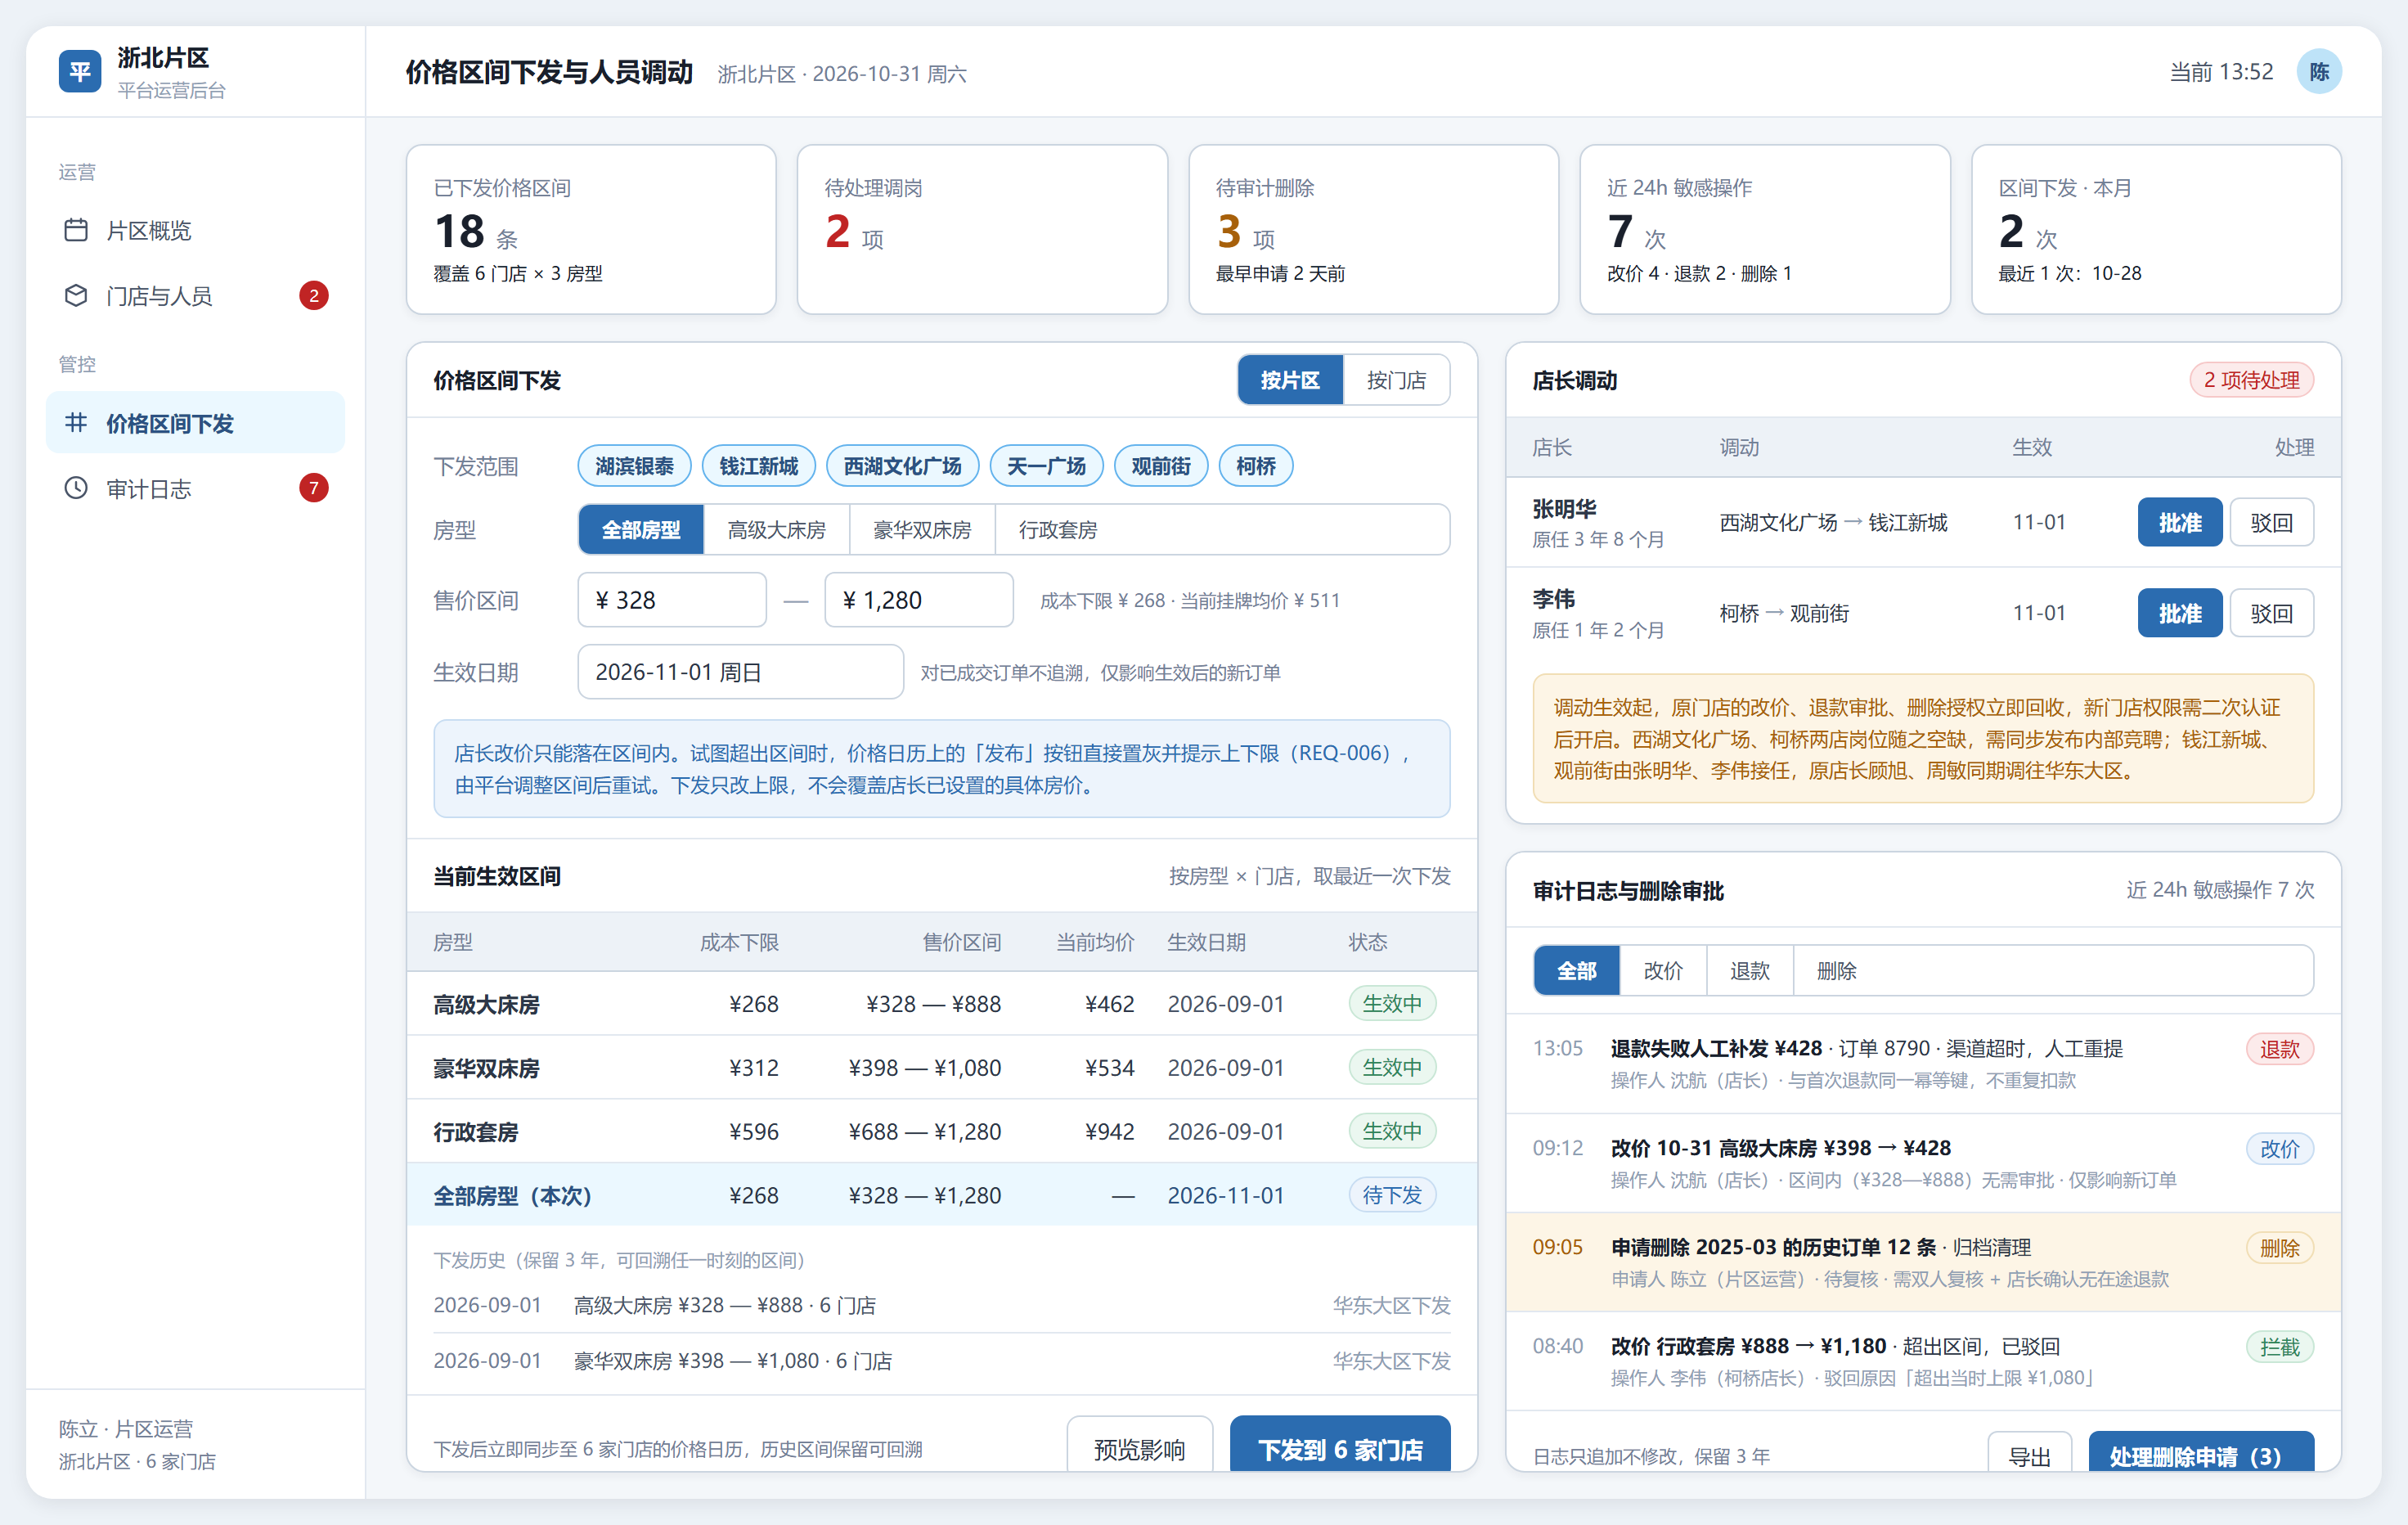 平
浙北片区
平台运营后台
运营
片区概览
门店与人员
2
管控
价格区间下发
审计日志
7
陈立 · 片区运营
浙北片区 · 6 家门店
价格区间下发与人员调动
浙北片区 · 2026-10-31 周六
当前 13:52
陈
已下发价格区间
18 条
覆盖 6 门店 × 3 房型
待处理调岗
2 项
待审计删除
3 项
最早申请 2 天前
近 24h 敏感操作
7 次
改价 4 · 退款 2 · 删除 1
区间下发 · 本月
2 次
最近 1 次：10-28
价格区间下发
按片区
按门店
下发范围
湖滨银泰
钱江新城
西湖文化广场
天一广场
观前街
柯桥
房型
全部房型
高级大床房
豪华双床房
行政套房
售价区间
¥ 328
—
¥ 1,280
成本下限 ¥ 268 · 当前挂牌均价 ¥ 511
生效日期
2026-11-01 周日
对已成交订单不追溯，仅影响生效后的新订单
店长改价只能落在区间内。试图超出区间时，价格日历上的「发布」按钮直接置灰并提示上下限（REQ-006），
由平台调整区间后重试。下发只改上限，不会覆盖店长已设置的具体房价。
当前生效区间
按房型 × 门店，取最近一次下发
房型 成本下限 售价区间 当前均价 生效日期 状态
高级大床房 ¥268 ¥328 — ¥888 ¥462 2026-09-01 生效中
豪华双床房 ¥312 ¥398 — ¥1,080 ¥534 2026-09-01 生效中
行政套房 ¥596 ¥688 — ¥1,280 ¥942 2026-09-01 生效中
全部房型（本次） ¥268 ¥328 — ¥1,280 — 2026-11-01 待下发
下发历史（保留 3 年，可回溯任一时刻的区间）
2026-09-01 高级大床房 ¥328 — ¥888 · 6 门店 华东大区下发
2026-09-01 豪华双床房 ¥398 — ¥1,080 · 6 门店 华东大区下发
下发后立即同步至 6 家门店的价格日历，历史区间保留可回溯
预览影响
下发到 6 家门店
店长调动
2 项待处理
店长 调动 生效 处理
张明华
原任 3 年 8 个月
西湖文化广场 → 钱江新城
11-01
批准
驳回
李伟
原任 1 年 2 个月
柯桥 → 观前街
11-01
批准
驳回
调动生效起，原门店的改价、退款审批、删除授权立即回收，新门店权限需二次认证
后开启。西湖文化广场、柯桥两店岗位随之空缺，需同步发布内部竞聘；钱江新城、
观前街由张明华、李伟接任，原店长顾旭、周敏同期调往华东大区。
审计日志与删除审批
近 24h 敏感操作 7 次
全部
改价
退款
删除
13:05 退款失败人工补发 ¥428 · 订单 8790 · 渠道超时，人工重提 退款
操作人 沈航（店长）· 与首次退款同一幂等键，不重复扣款
09:12 改价 10-31 高级大床房 ¥398 → ¥428 改价
操作人 沈航（店长）· 区间内（¥328—¥888）无需审批 · 仅影响新订单
09:05 申请删除 2025-03 的历史订单 12 条 · 归档清理 删除
申请人 陈立（片区运营）· 待复核 · 需双人复核 + 店长确认无在途退款
08:40 改价 行政套房 ¥888 → ¥1,180 · 超出区间，已驳回 拦截
操作人 李伟（柯桥店长）· 驳回原因「超出当时上限 ¥1,080」
日志只追加不修改，保留 3 年
导出
处理删除申请（3）